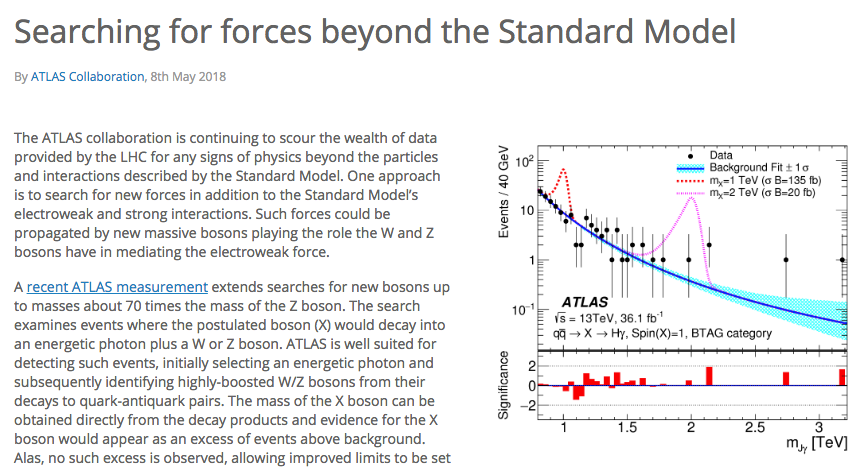 Searching for forces beyond the Standard Model
By ATLAS Collaboration, 8th May 2018
The ATLAS collaboration is continuing to scour the wealth of data
provided by the LHC for any signs of physics beyond the particles
and interactions described by the Standard Model. One approach
is to search for new forces in addition to the Standard Model's
electroweak and strong interactions. Such forces could be
propagated by new massive bosons playing the role the W and Z
bosons have in mediating the electroweak force.
A recent ATLAS measurement extends searches for new bosons up
to masses about 70 times the mass of the Z boson. The search
examines events where the postulated boson (X) would decay into
an energetic photon plus a W or Z boson. ATLAS is well suited for
detecting such events, initially selecting an energetic photon and
subsequently identifying highly-boosted W/Z bosons from their
decays to quark-antiquark pairs. The mass of the X boson can be
obtained directly from the decay products and evidence for the X
boson would appear as an excess of events above background.
Alas, no such excess is observed, allowing improved limits to be set
Events / 40 GeV
10²
10
1
10⁻¹
Data
Background Fit ± 1σ
mₓ=1 TeV (σ B=135 fb)
mₓ=2 TeV (σ B=20 fb)
ATLAS
√s = 13TeV, 36.1 fb⁻¹
qq̄ → X → Hγ, Spin(X)=1, BTAG category
Significance
2
0
−2
1 1.5 2 2.5 3
m_Jγ [TeV]